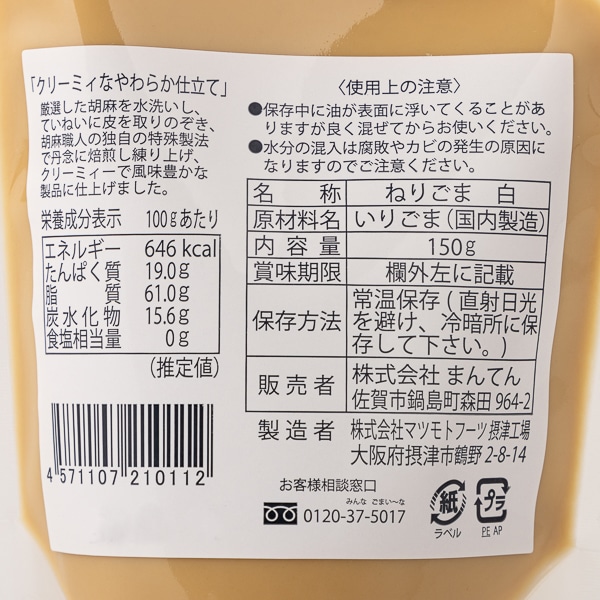 「クリーミィなやわらか仕立て」
厳選した胡麻を水洗いし、
ていねいに皮を取りのぞき、
胡麻職人の独自の特殊製法
で丹念に焙煎し練り上げ、
クリーミィーで風味豊かな
製品に仕上げました。
栄養成分表示 100gあたり
エネルギー 646 kcal
たんぱく質 19.0g
脂質 61.0g
炭水化物 15.6g
食塩相当量 0g
(推定値)
4 571107 210112
〈使用上の注意〉
●保存中に油が表面に浮いてくることがあ
りますが良く混ぜてからお使いください。
●水分の混入は腐敗やカビの発生の原因に
なりますのでご注意ください。
名称 ねりごま 白
原材料名 いりごま(国内製造)
内容量 150g
賞味期限 欄外左に記載
保存方法 常温保存(直射日光
を避け、冷暗所に保
存して下さい。)
販売者 株式会社 まんてん
佐賀市鍋島町森田 964-2
製造者 株式会社マツモトフーツ摂津工場
大阪府摂津市鶴野 2-8-14
お客様相談窓口
みんな ごまい〜な
0120-37-5017
紙
ラベル
プラ
PE AP